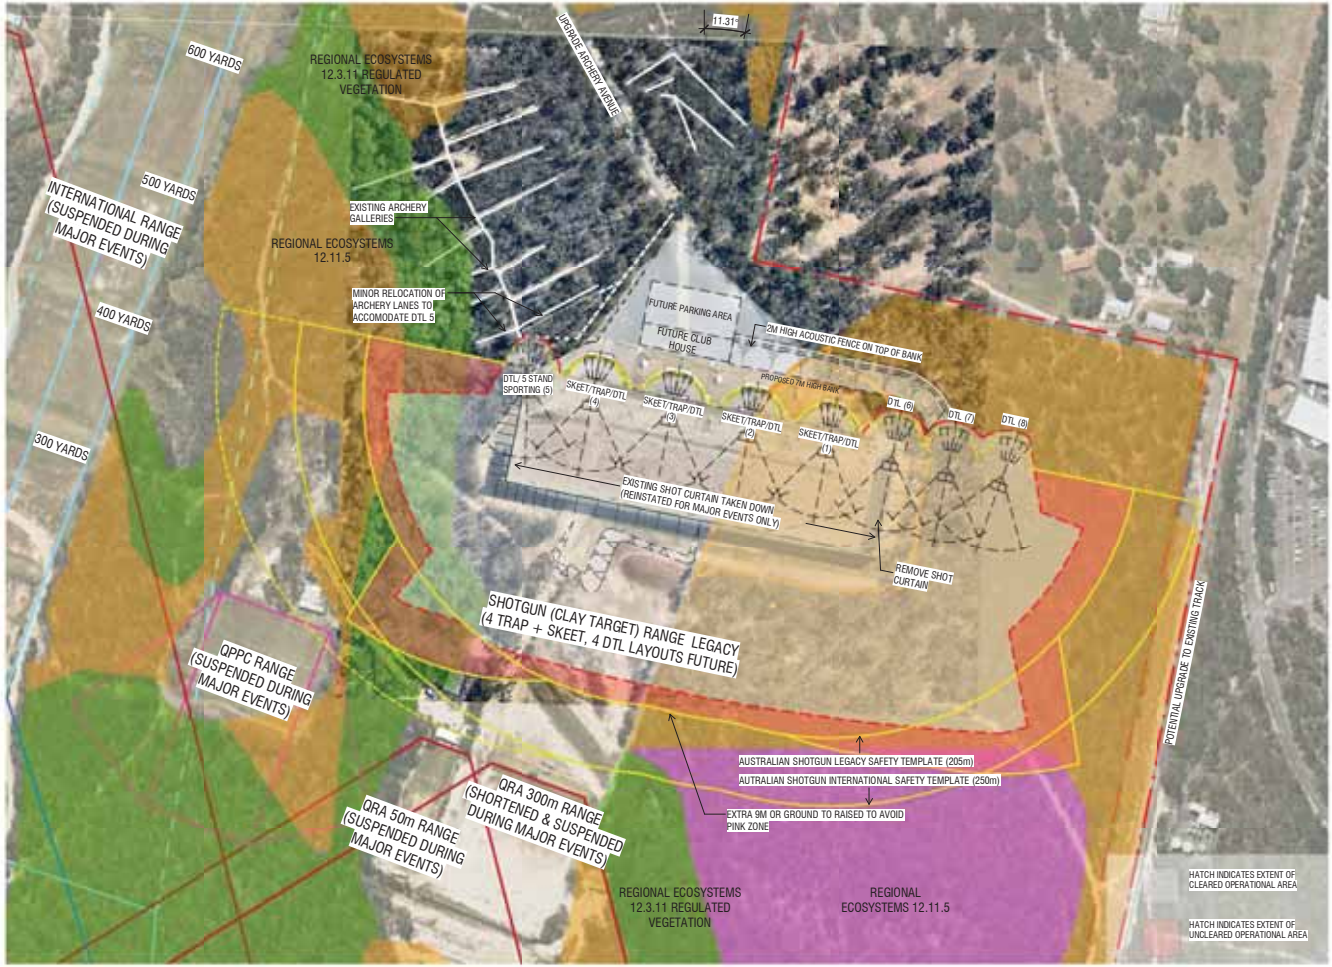 11.31°
UPGRADE ARCHERY AVENUE
600 YARDS
REGIONAL ECOSYSTEMS
12.3.11 REGULATED
VEGETATION
500 YARDS
INTERNATIONAL RANGE
(SUSPENDED DURING
MAJOR EVENTS)
EXISTING ARCHERY
GALLERIES
REGIONAL ECOSYSTEMS
12.11.5
MINOR RELOCATION OF
ARCHERY LANES TO
ACCOMODATE DTL 5
400 YARDS
300 YARDS
FUTURE PARKING AREA
FUTURE CLUB
HOUSE
2M HIGH ACOUSTIC FENCE ON TOP OF BANK
PROPOSED 7M HIGH BANK
DTL/ 5 STAND
SPORTING (5)
SKEET/TRAP/DTL
(4)
SKEET/TRAP/DTL
(3)
SKEET/TRAP/DTL
(2)
SKEET/TRAP/DTL
(1)
DTL (6)
DTL (7)
DTL (8)
EXISTING SHOT CURTAIN TAKEN DOWN
(REINSTATED FOR MAJOR EVENTS ONLY)
REMOVE SHOT
CURTAIN
SHOTGUN (CLAY TARGET) RANGE LEGACY
(4 TRAP + SKEET, 4 DTL LAYOUTS FUTURE)
QPPC RANGE
(SUSPENDED DURING
MAJOR EVENTS)
POTENTIAL UPGRADE TO EXISTING TRACK
AUSTRALIAN SHOTGUN LEGACY SAFETY TEMPLATE (205m)
AUTRALIAN SHOTGUN INTERNATIONAL SAFETY TEMPLATE (250m)
EXTRA 9M OR GROUND TO RAISED TO AVOID
PINK ZONE
QRA 50m RANGE
(SUSPENDED DURING
MAJOR EVENTS)
QRA 300m RANGE
(SHORTENED & SUSPENDED
DURING MAJOR EVENTS)
REGIONAL ECOSYSTEMS
12.3.11 REGULATED
VEGETATION
REGIONAL
ECOSYSTEMS 12.11.5
HATCH INDICATES EXTENT OF
CLEARED OPERATIONAL AREA
HATCH INDICATES EXTENT OF
UNCLEARED OPERATIONAL AREA